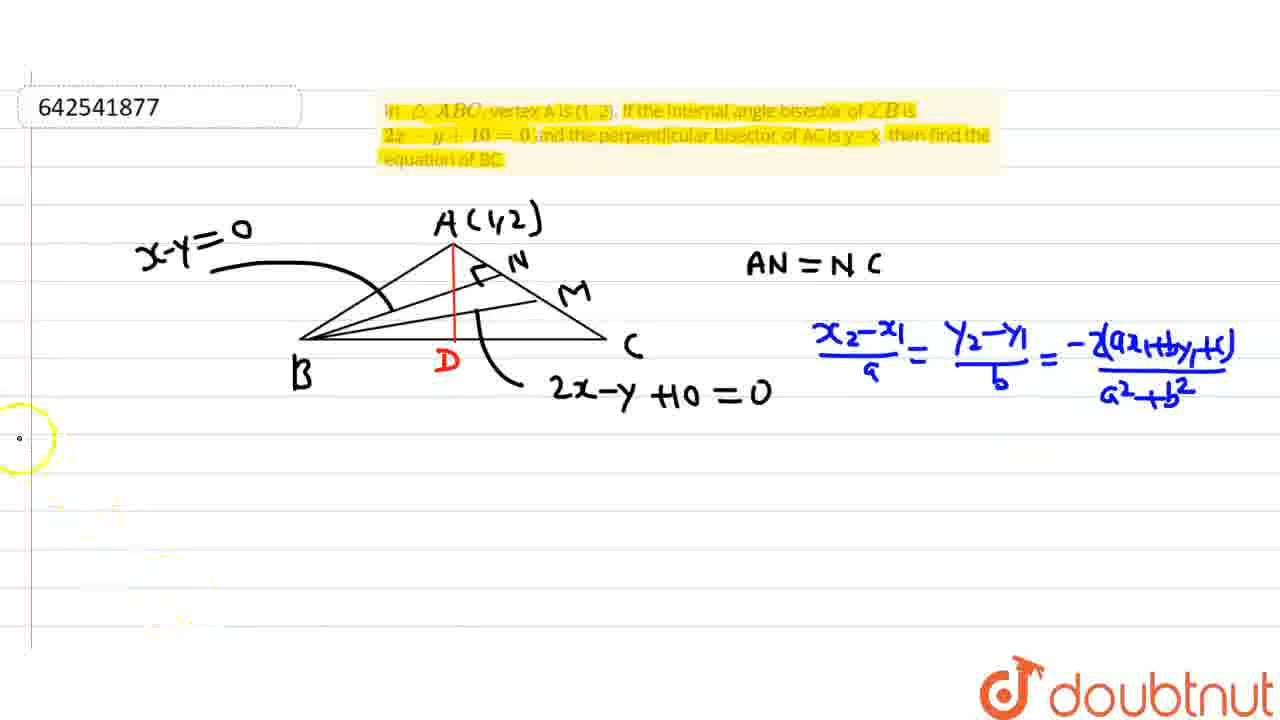 642541877
In △ ABC, vertex A is (1, 2). If the internal angle bisector of ∠B is
2x − y + 10 = 0 and the perpendicular bisector of AC is y = x, then find the
equation of BC.
x-y=0
A(1,2)
N
M
B
D
C
2x-y+10=0
AN=NC
x2-x1/a = y2-y1/b = -2(ax1+by1+c)/a²+b²
doubtnut